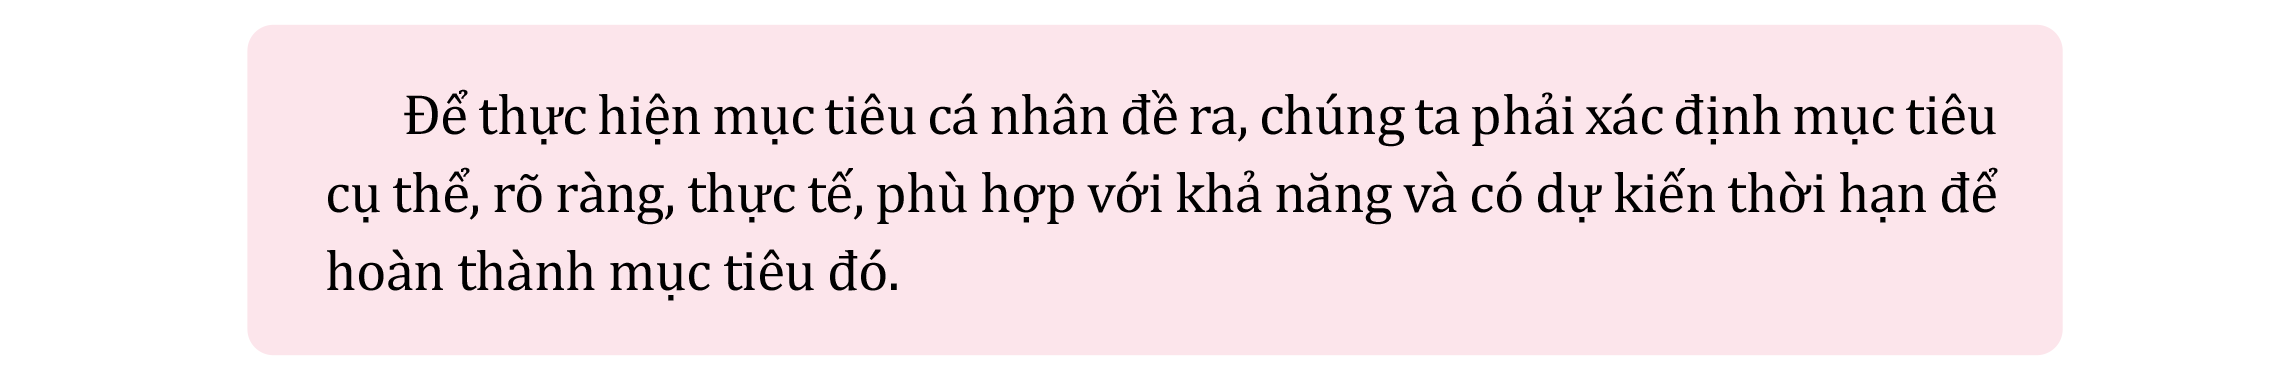 Để thực hiện mục tiêu cá nhân đề ra, chúng ta phải xác định mục tiêu
cụ thể, rõ ràng, thực tế, phù hợp với khả năng và có dự kiến thời hạn để
hoàn thành mục tiêu đó.